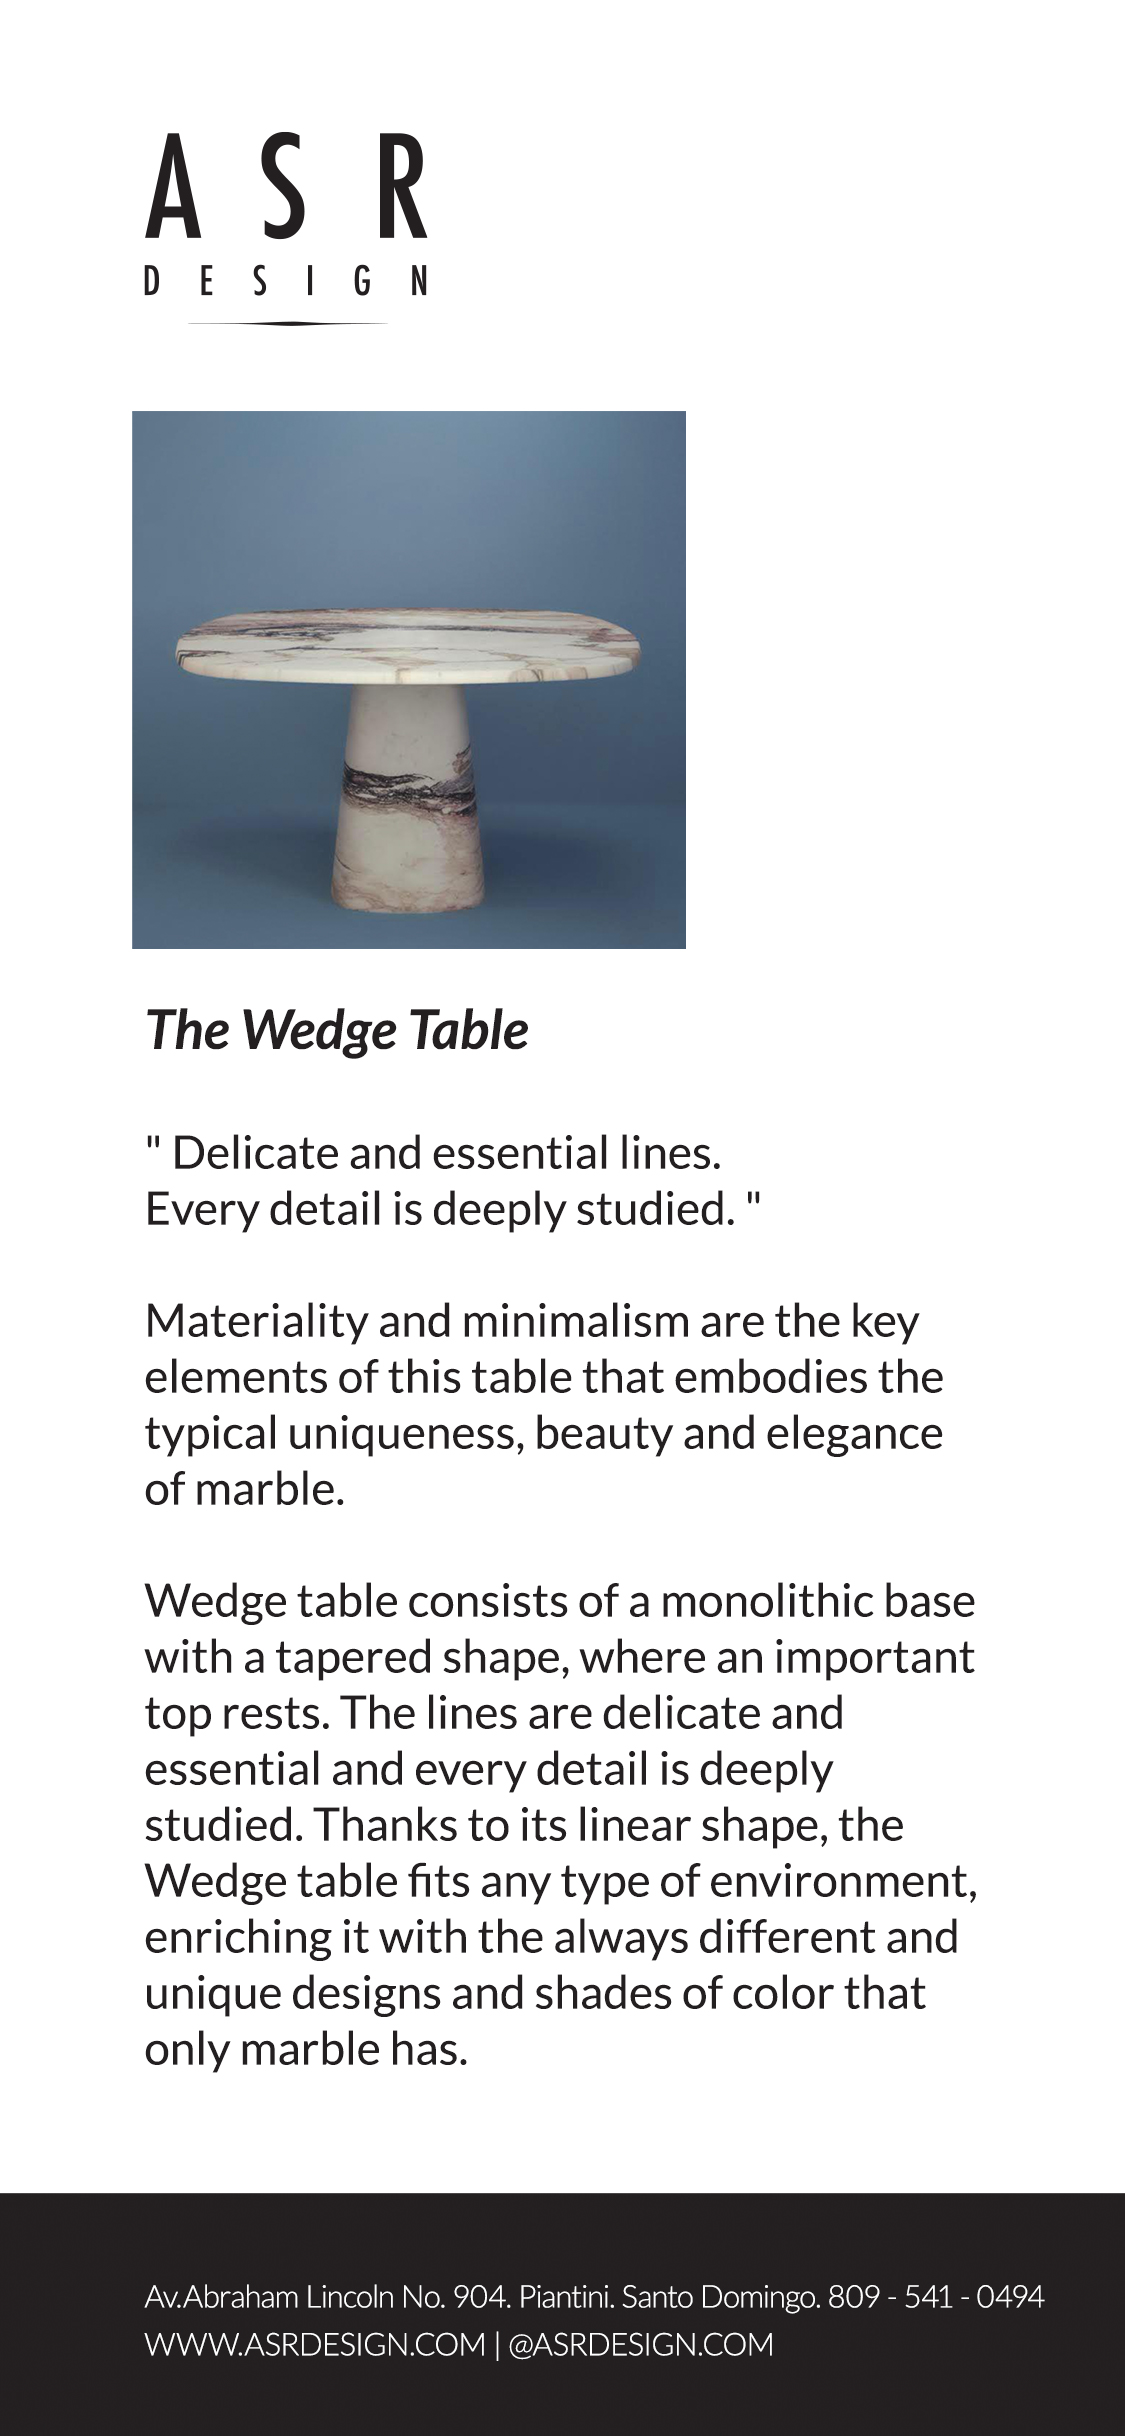 ASR
DESIGN
The Wedge Table
" Delicate and essential lines.
Every detail is deeply studied. "
Materiality and minimalism are the key
elements of this table that embodies the
typical uniqueness, beauty and elegance
of marble.
Wedge table consists of a monolithic base
with a tapered shape, where an important
top rests. The lines are delicate and
essential and every detail is deeply
studied. Thanks to its linear shape, the
Wedge table fits any type of environment,
enriching it with the always different and
unique designs and shades of color that
only marble has.
Av.Abraham Lincoln No. 904. Piantini. Santo Domingo. 809 - 541 - 0494
WWW.ASRDESIGN.COM | @ASRDESIGN.COM